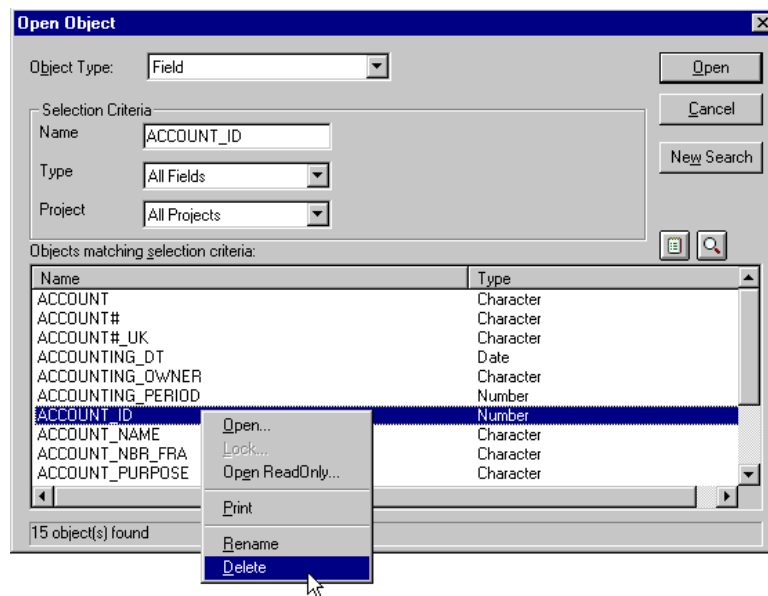 Open Object
Object Type: Field
Open
Selection Criteria
Cancel
Name ACCOUNT_ID
New Search
Type All Fields
Project All Projects
Objects matching selection criteria:
Name Type
ACCOUNT Character
ACCOUNT# Character
ACCOUNT#_UK Character
ACCOUNTING_DT Date
ACCOUNTING_OWNER Character
ACCOUNTING_PERIOD Number
ACCOUNT_ID Number
ACCOUNT_NAME Character
ACCOUNT_NBR_FRA Character
ACCOUNT_PURPOSE Character
Open...
Lock...
Open ReadOnly...
Print
Rename
Delete
15 object(s) found